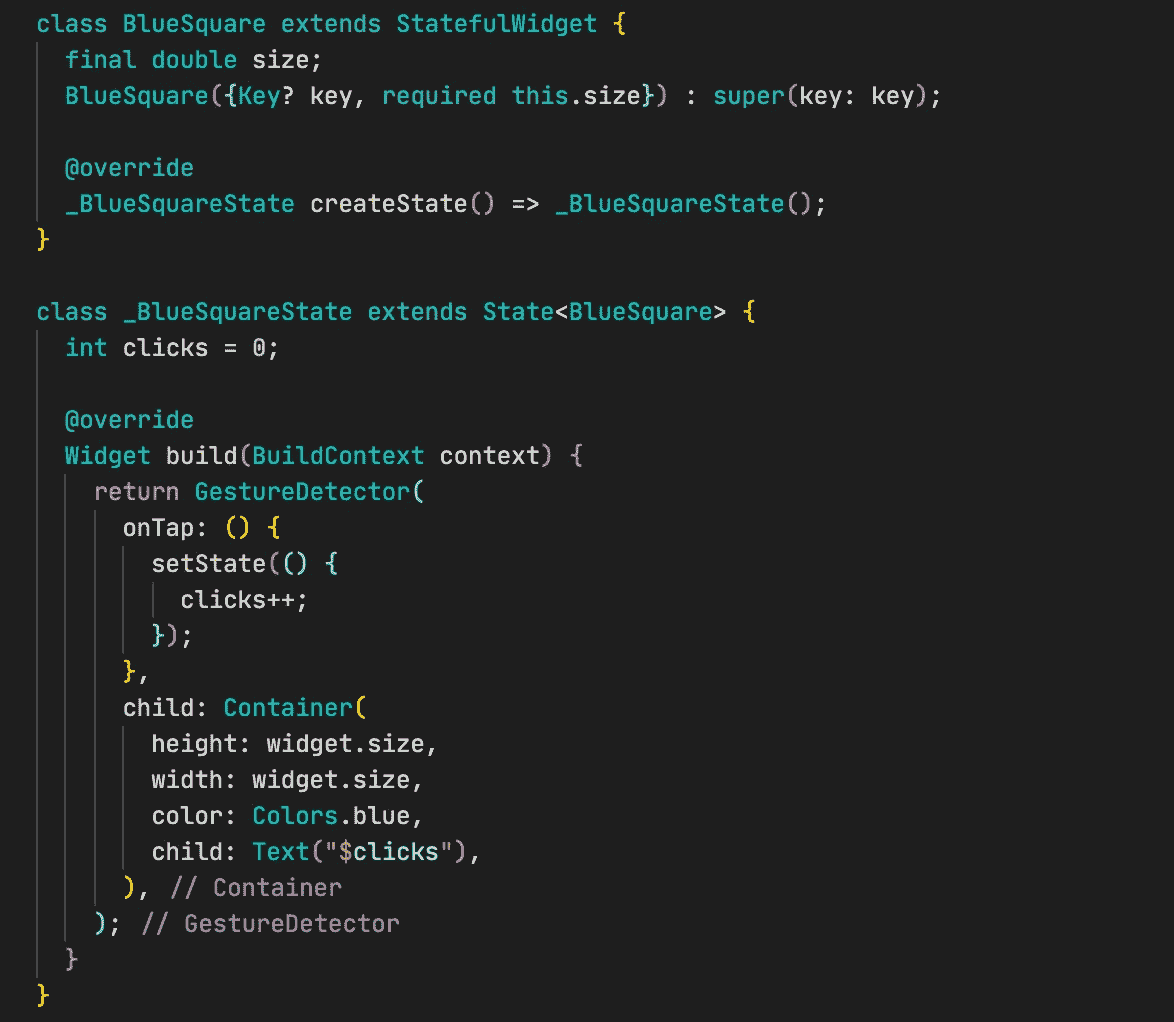 class BlueSquare extends StatefulWidget {
  final double size;
  BlueSquare({Key? key, required this.size}) : super(key: key);

  @override
  _BlueSquareState createState() => _BlueSquareState();
}

class _BlueSquareState extends State<BlueSquare> {
  int clicks = 0;

  @override
  Widget build(BuildContext context) {
    return GestureDetector(
      onTap: () {
        setState(() {
          clicks++;
        });
      },
      child: Container(
        height: widget.size,
        width: widget.size,
        color: Colors.blue,
        child: Text("$clicks"),
      ), // Container
    ); // GestureDetector
  }
}